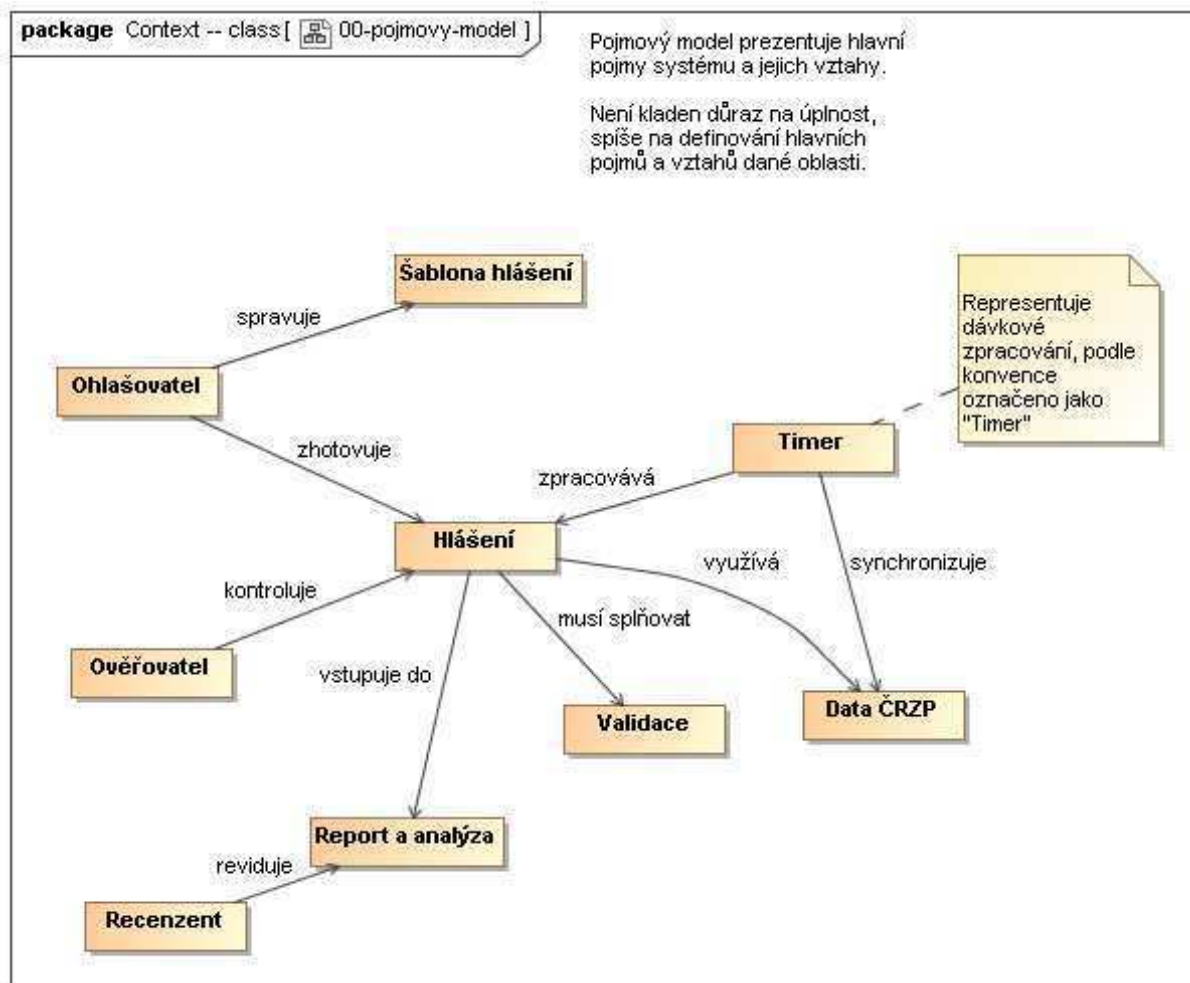 package Context -- class [ 00-pojmovy-model ]
Pojmový model prezentuje hlavní
pojmy systému a jejich vztahy.
Není kladen důraz na úplnost,
spíše na definování hlavních
pojmů a vztahů dané oblasti.
Šablona hlášení
spravuje
Representuje
dávkové
zpracování, podle
konvence
označeno jako
"Timer"
Ohlašovatel
Timer
zhotovuje
zpracovává
Hlášení
využívá
synchronizuje
kontroluje
musí splňovat
Ověřovatel
vstupuje do
Validace
Data ČRZP
Report a analýza
reviduje
Recenzent